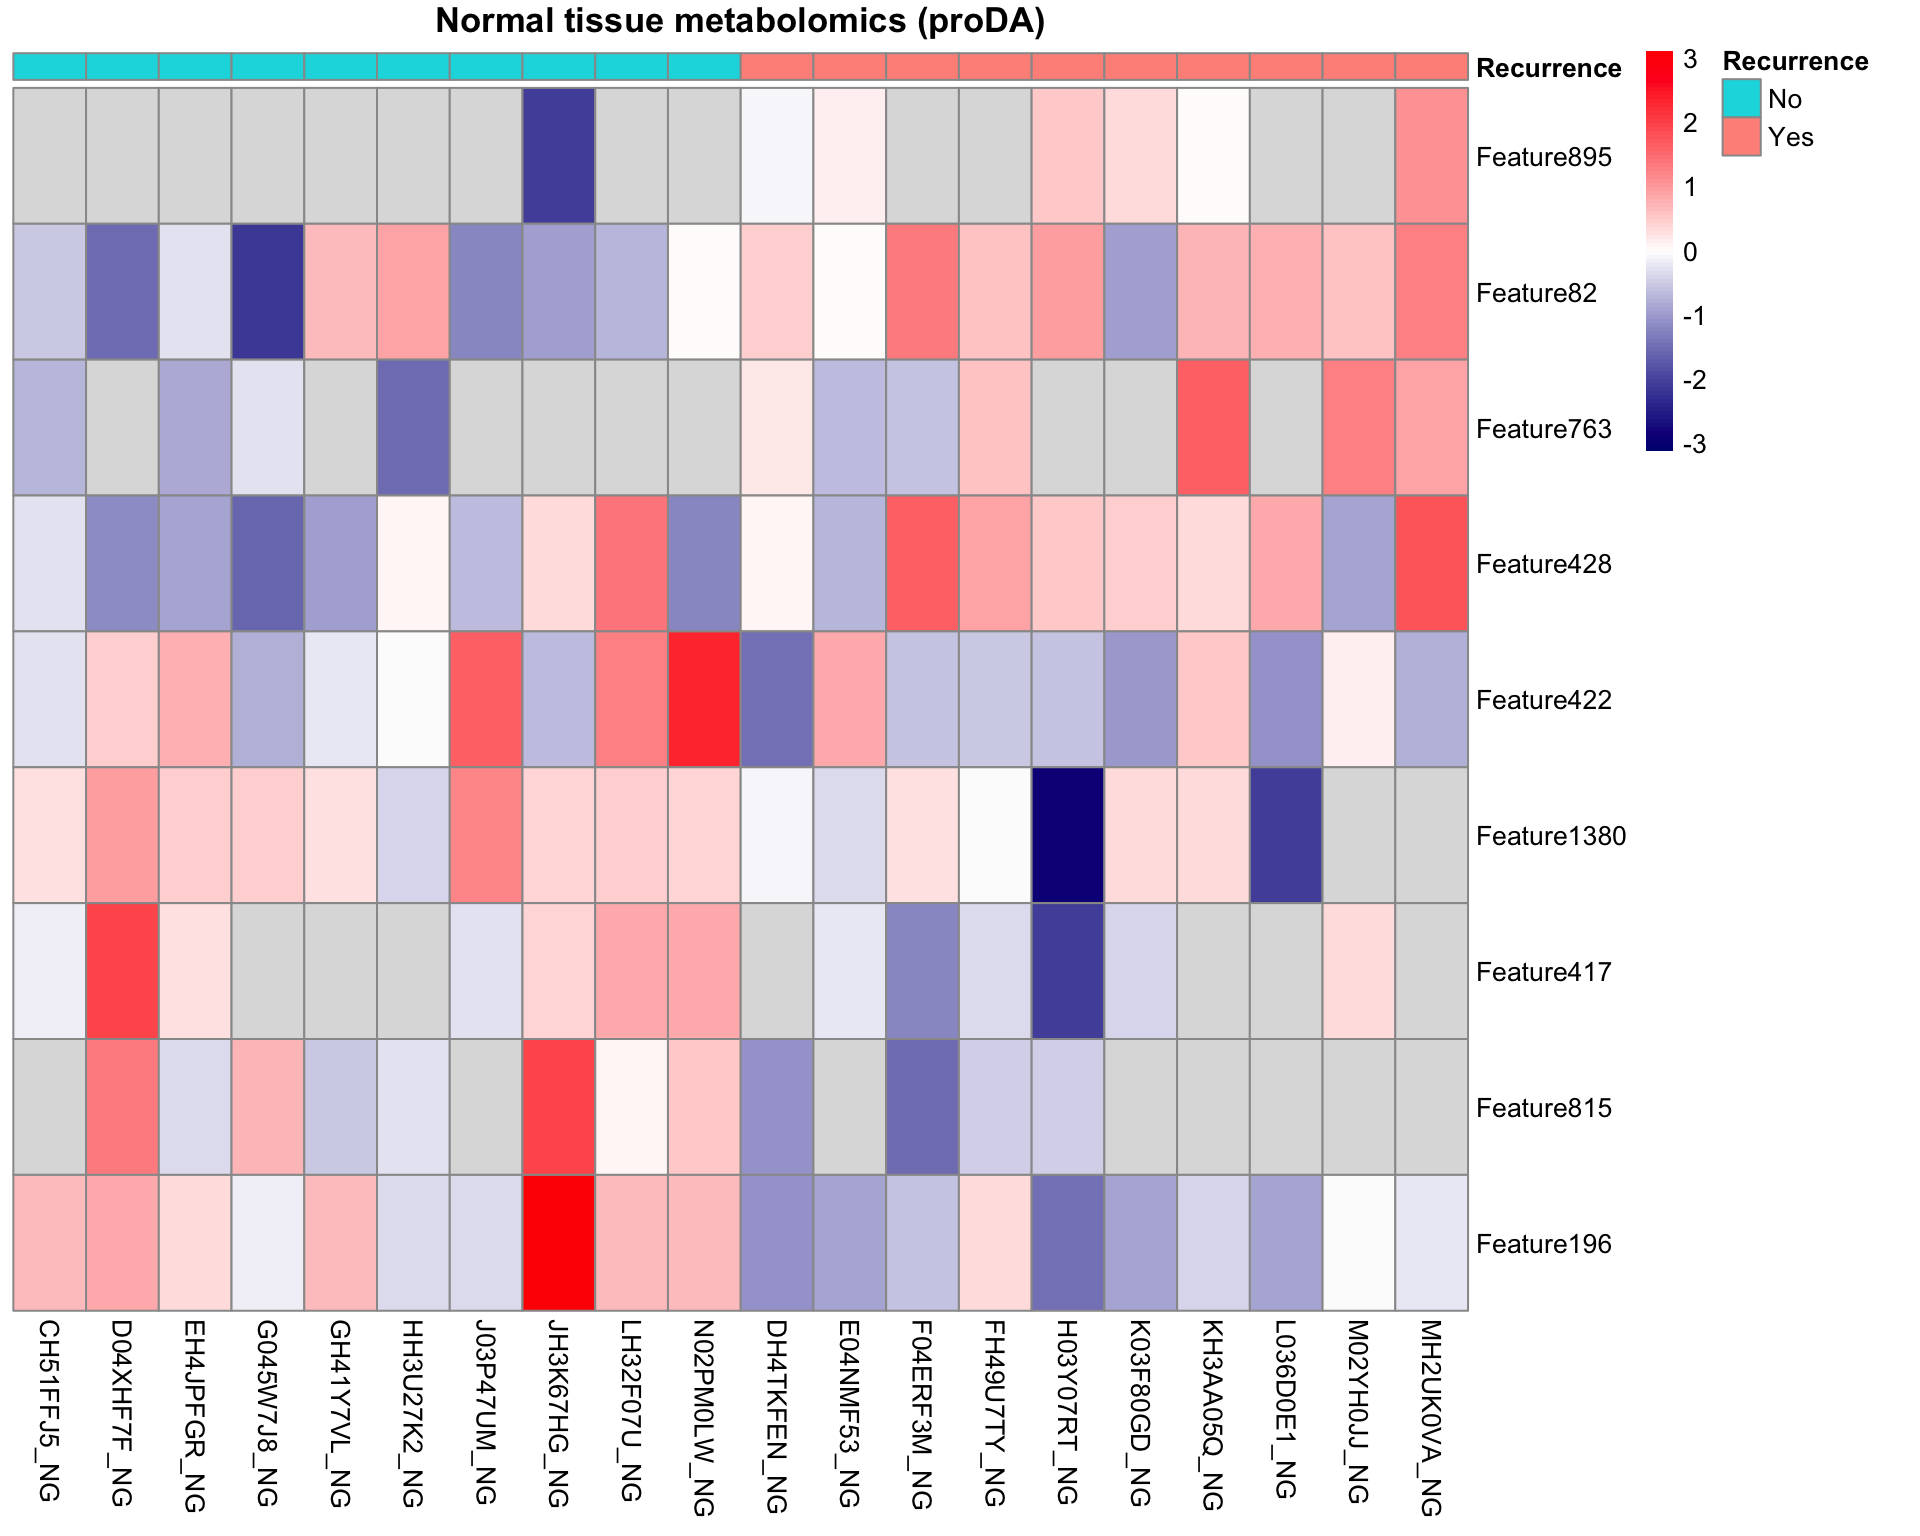 Normal tissue metabolomics (proDA)
Recurrence
3
2
1
0
-1
-2
-3
Recurrence
No
Yes
Feature895
Feature82
Feature763
Feature428
Feature422
Feature1380
Feature417
Feature815
Feature196
CH51FFJ5_NG
D04XHF7F_NG
EH4JPFGR_NG
G045W7J8_NG
GH41Y7VL_NG
HH3U27K2_NG
J03P47UM_NG
JH3K67HG_NG
LH32F07U_NG
N02PM0LW_NG
DH4TKFEN_NG
E04NMF53_NG
F04ERF3M_NG
FH49U7TY_NG
H03Y07RT_NG
K03F80GD_NG
KH3AA05Q_NG
L036D0E1_NG
M02YH0JJ_NG
MH2UK0VA_NG